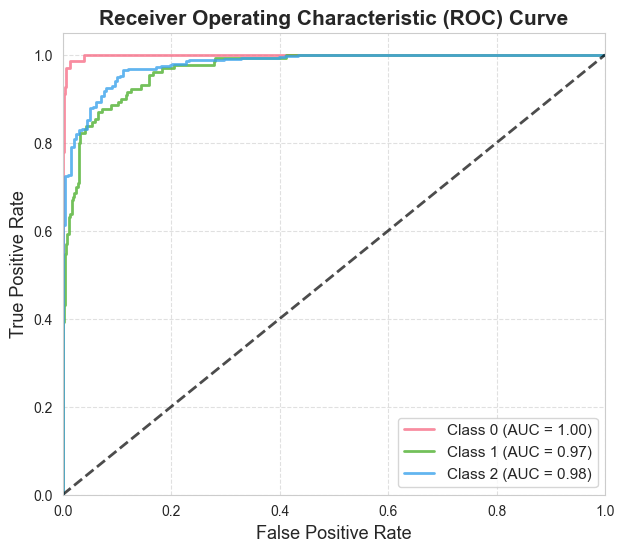 Receiver Operating Characteristic (ROC) Curve
True Positive Rate
1.0
0.8
0.6
0.4
0.2
0.0
0.0 0.2 0.4 0.6 0.8 1.0
False Positive Rate
Class 0 (AUC = 1.00)
Class 1 (AUC = 0.97)
Class 2 (AUC = 0.98)